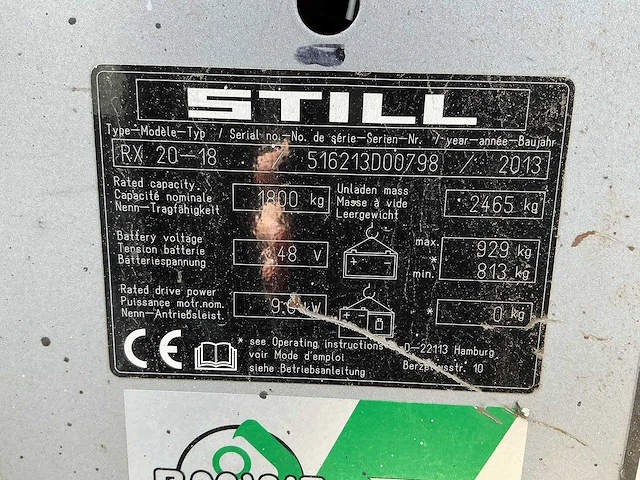 STILL
Type-Modèle-Typ / Serial no.-No. de série-Serien-Nr. / year-année-Baujahr
RX 20-18 / 516213D00798 / 2013
Rated capacity
Capacité nominale
Nenn-Tragfähigkeit
1800 kg
Unladen mass
Masse à vide
Leergewicht
2465 kg
Battery voltage
Tension batterie
Batteriespannung
48 V
max. 929 kg
* min. 813 kg
Rated drive power
Puissance motr.nom.
Nenn-Antriebsleist.
kW
* 0 kg
CE
* see Operating instructions
voir Mode d'emploi
siehe Betriebsanleitung
D-22113 Hamburg
10